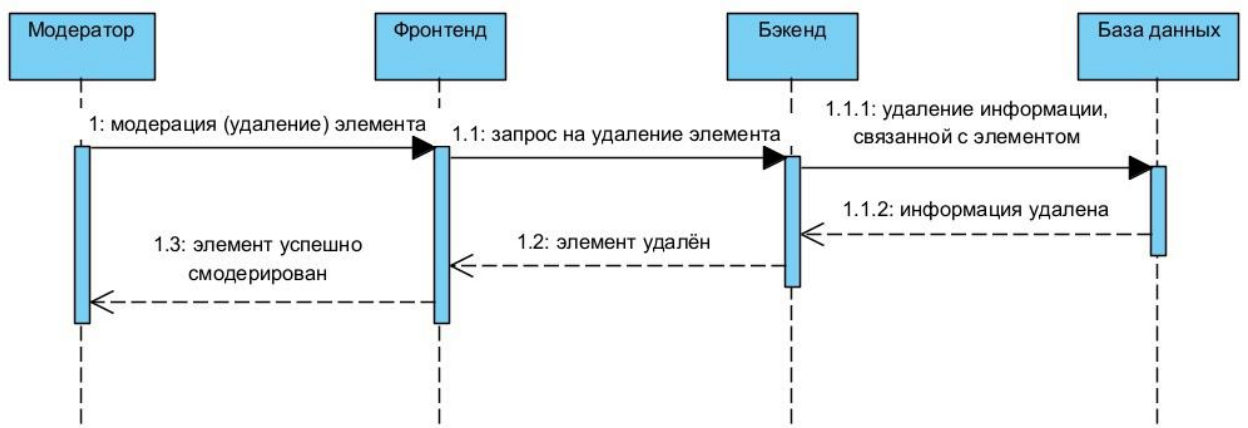 Модератор
Фронтенд
Бэкенд
База данных
1: модерация (удаление) элемента
1.1: запрос на удаление элемента
1.1.1: удаление информации,
связанной с элементом
1.1.2: информация удалена
1.2: элемент удалён
1.3: элемент успешно
смодерирован